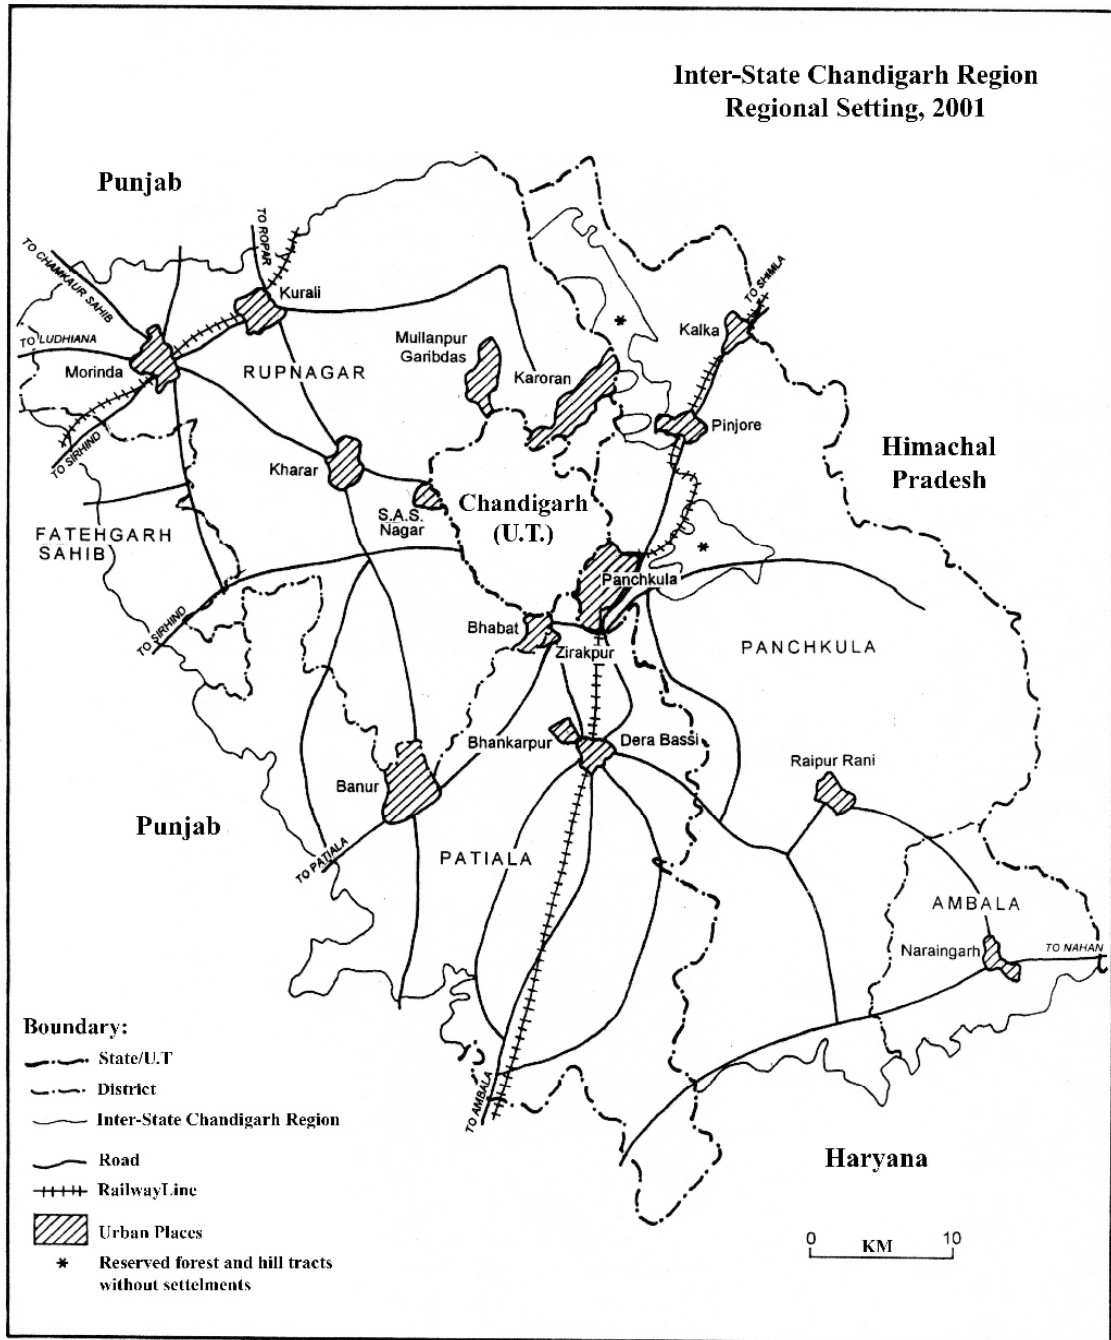 Inter-State Chandigarh Region
Regional Setting, 2001
Punjab
TO ROPAR
TO CHAMKAUR SAHIB
Kurali
TO SHIMLA
TO LUDHIANA
Morinda
RUPNAGAR
Mullanpur
Garibdas
Karoran
Kalka
*
Pinjore
TO SIRHIND
Kharar
Himachal
Pradesh
S.A.S.
Nagar
Chandigarh
(U.T.)
FATEHGARH
SAHIB
*
Panchkula
TO SIRHIND
Bhabat
Zirakpur
PANCHKULA
Bhankarpur
Dera Bassi
Raipur Rani
Banur
Punjab
TO PATIALA
PATIALA
AMBALA
Naraingarh
TO NAHAN
TO AMBALA
Haryana
Boundary:
State/U.T
District
Inter-State Chandigarh Region
Road
RailwayLine
Urban Places
* Reserved forest and hill tracts
without settelments
0 KM 10